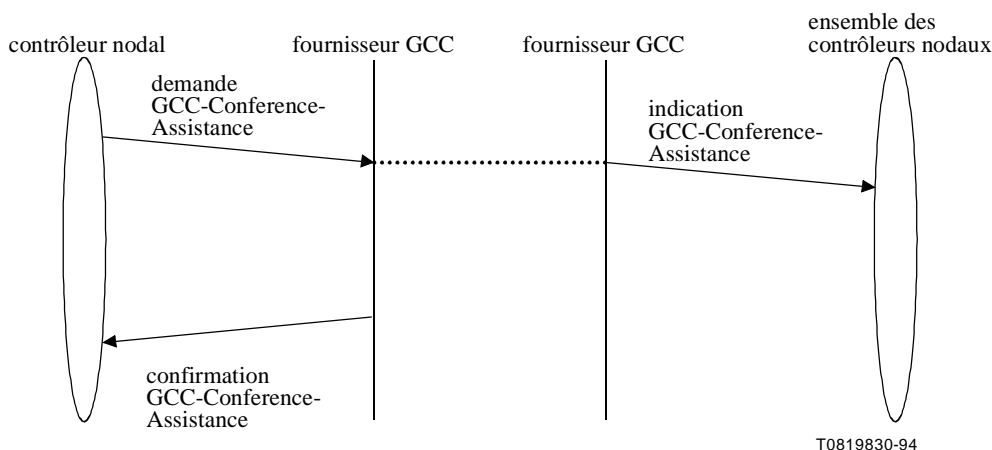 contrôleur nodal
fournisseur GCC
fournisseur GCC
ensemble des
contrôleurs nodaux
demande
GCC-Conference-
Assistance
indication
GCC-Conference-
Assistance
confirmation
GCC-Conference-
Assistance
T0819830-94